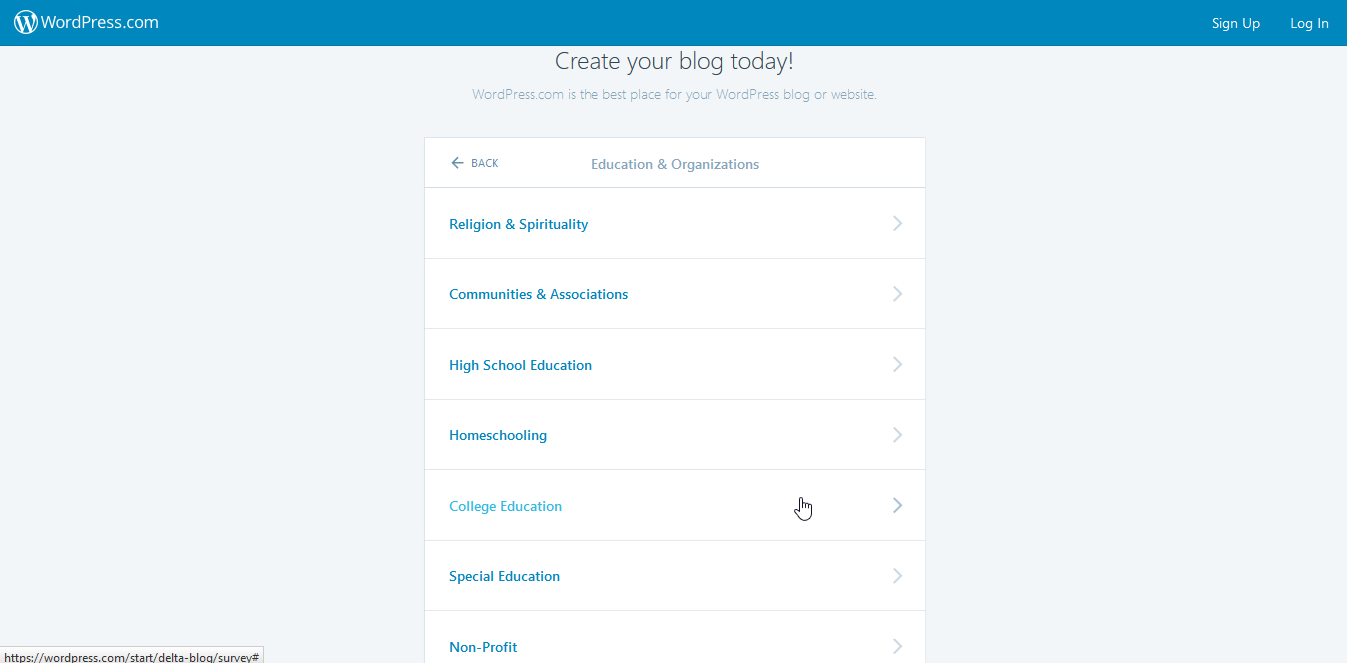 WordPress.com
Sign Up
Log In
Create your blog today!
WordPress.com is the best place for your WordPress blog or website.
BACK
Education & Organizations
Religion & Spirituality
Communities & Associations
High School Education
Homeschooling
College Education
Special Education
Non-Profit
https://wordpress.com/start/delta-blog/survey#